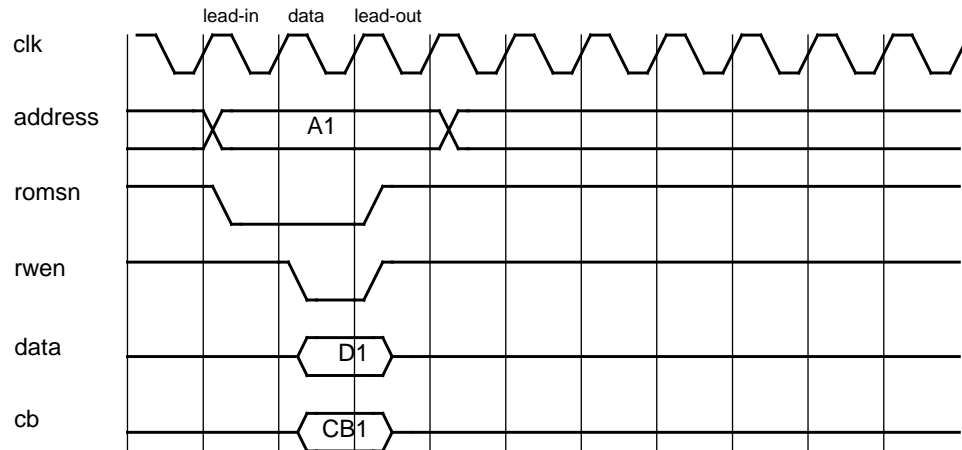 lead-in data lead-out
clk
address A1
romsn
rwen
data D1
cb CB1